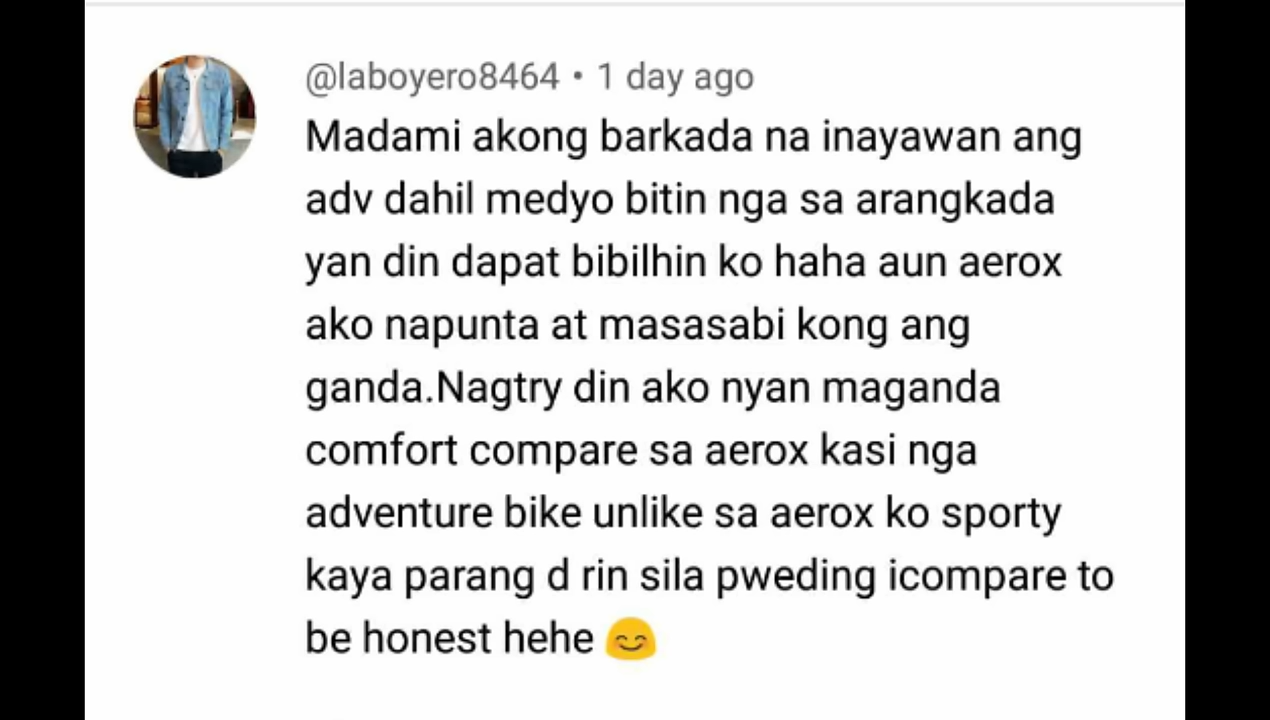 @laboyero8464 • 1 day ago
Madami akong barkada na inayawan ang
adv dahil medyo bitin nga sa arangkada
yan din dapat bibilhin ko haha aun aerox
ako napunta at masasabi kong ang
ganda.Nagtry din ako nyan maganda
comfort compare sa aerox kasi nga
adventure bike unlike sa aerox ko sporty
kaya parang d rin sila pweding icompare to
be honest hehe 😊